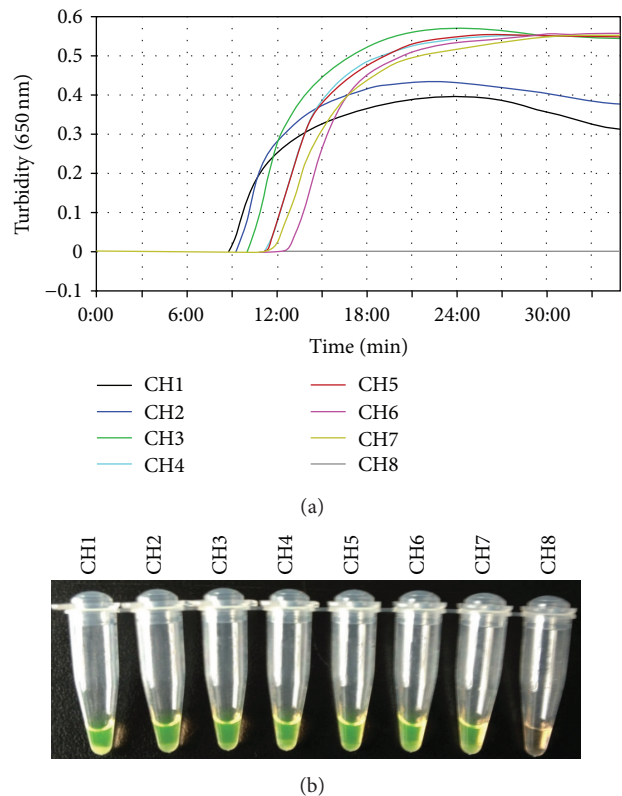 0.6
0.5
0.4
0.3
0.2
0.1
0
−0.1
Turbidity (650 nm)
0:00 6:00 12:00 18:00 24:00 30:00
Time (min)
CH1 CH5
CH2 CH6
CH3 CH7
CH4 CH8
(a)
CH1 CH2 CH3 CH4 CH5 CH6 CH7 CH8
(b)